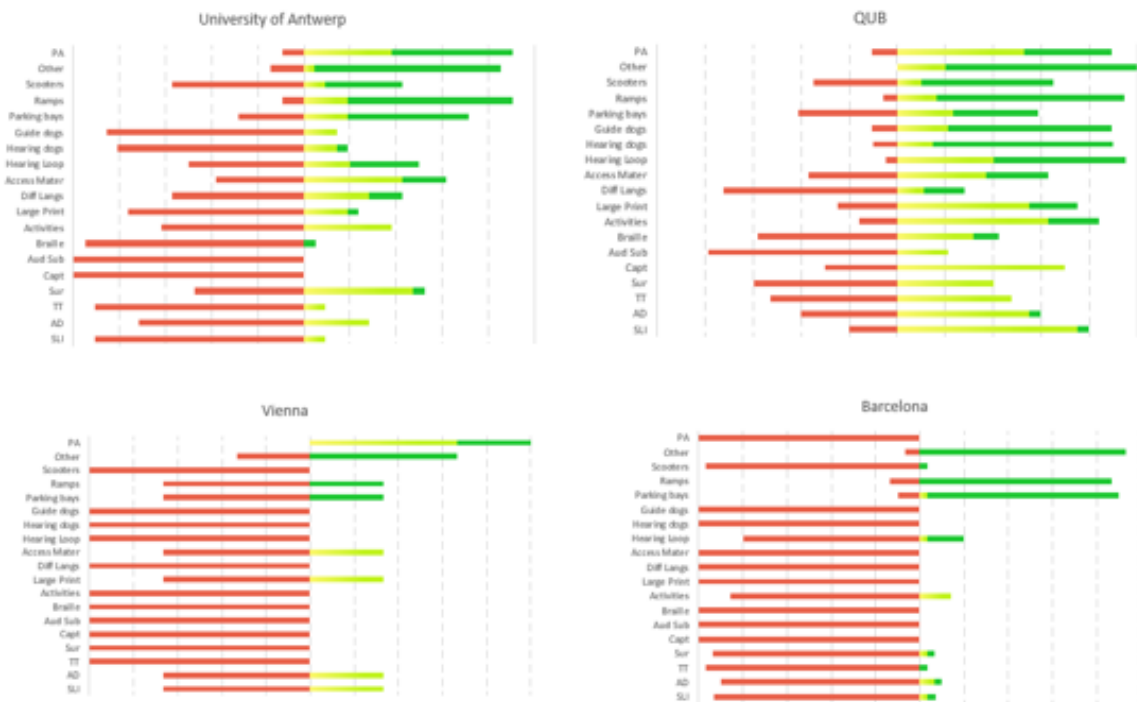 University of Antwerp
PA
Other
Scooters
Ramps
Parking bays
Guide dogs
Hearing dogs
Hearing Loop
Access Mater
Diff Langs
Large Print
Activities
Braille
Aud Sub
Capt
Sur
TT
AD
SLI
QUB
PA
Other
Scooters
Ramps
Parking bays
Guide dogs
Hearing dogs
Hearing Loop
Access Mater
Diff Langs
Large Print
Activities
Braille
Aud Sub
Capt
Sur
TT
AD
SLI
Vienna
PA
Other
Scooters
Ramps
Parking bays
Guide dogs
Hearing dogs
Hearing Loop
Access Mater
Diff Langs
Large Print
Activities
Braille
Aud Sub
Capt
Sur
TT
AD
SLI
Barcelona
PA
Other
Scooters
Ramps
Parking bays
Guide dogs
Hearing dogs
Hearing Loop
Access Mater
Diff Langs
Large Print
Activities
Braille
Aud Sub
Capt
Sur
TT
AD
SLI